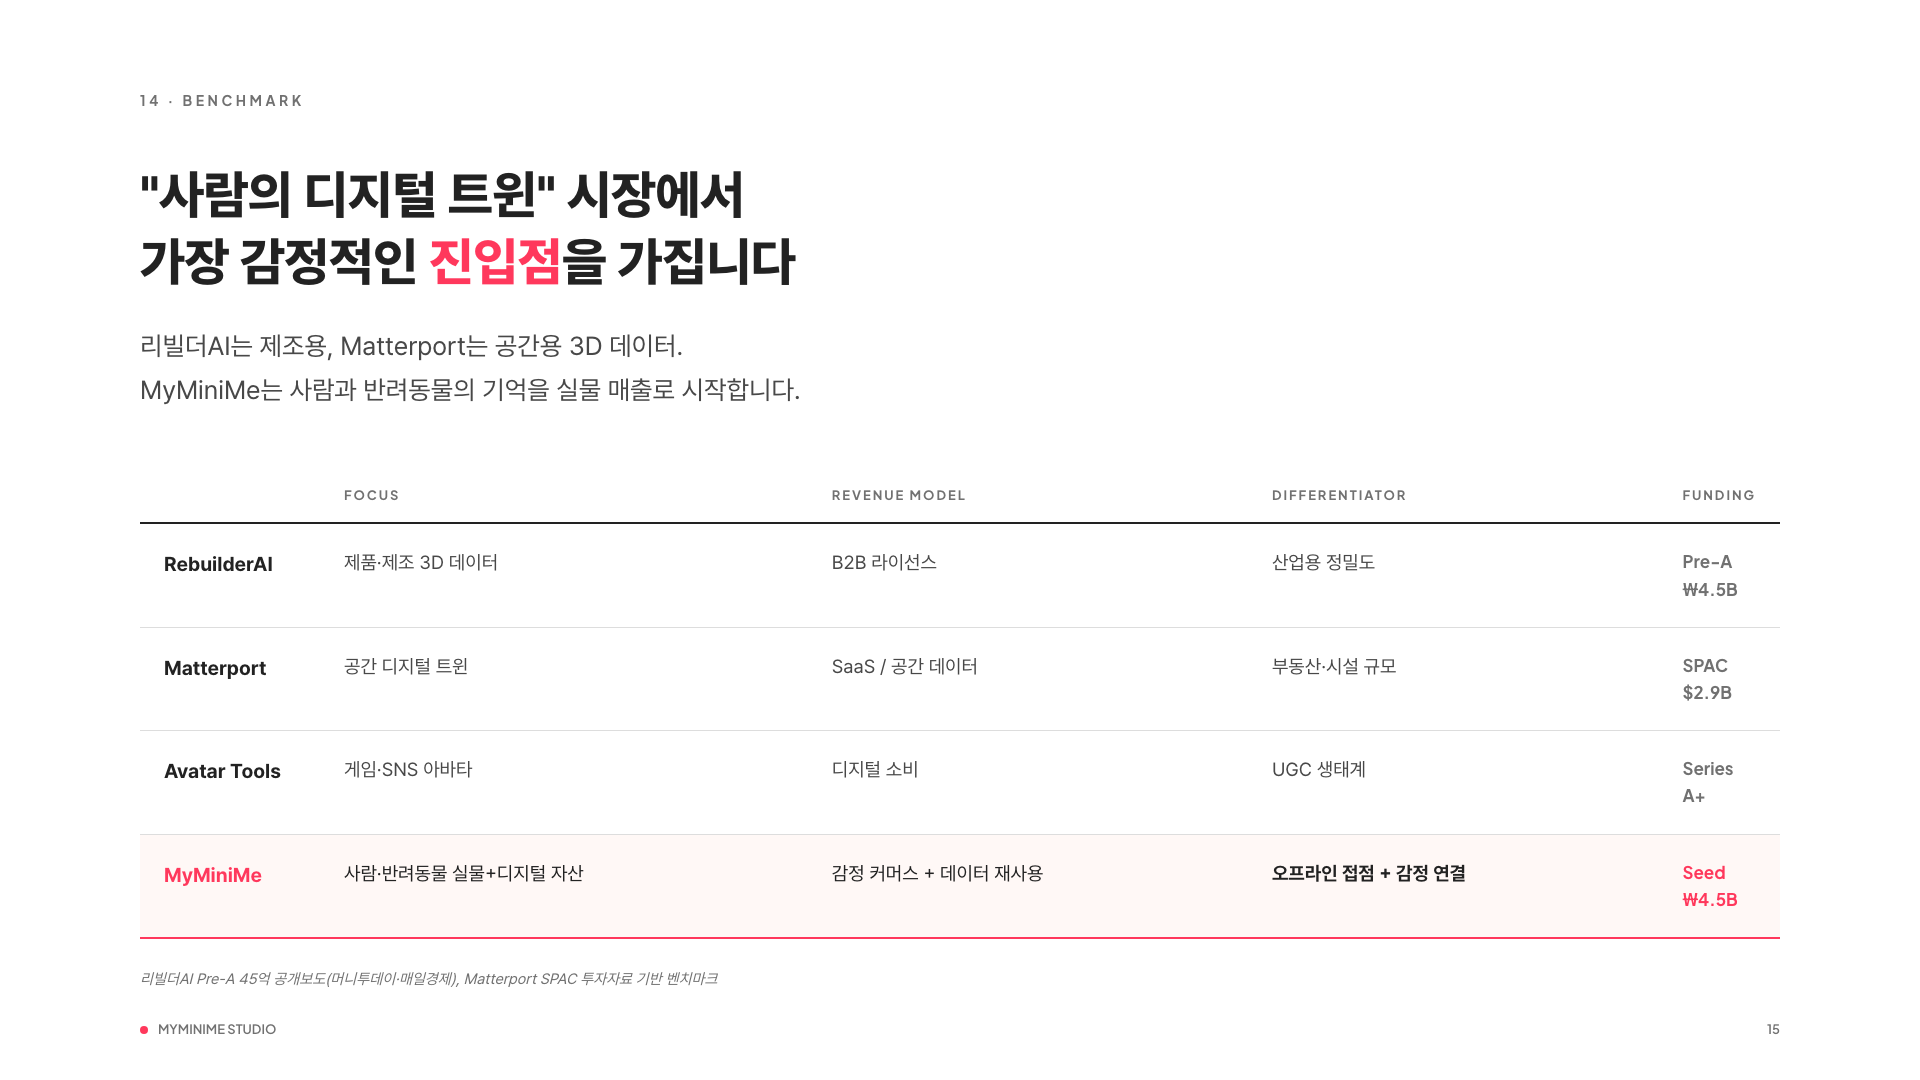 14 · BENCHMARK
"사람의 디지털 트윈" 시장에서
가장 감정적인 진입점을 가집니다
리빌더AI는 제조용, Matterport는 공간용 3D 데이터.
MyMiniMe는 사람과 반려동물의 기억을 실물 매출로 시작합니다.
FOCUS REVENUE MODEL DIFFERENTIATOR FUNDING
RebuilderAI 제품·제조 3D 데이터 B2B 라이선스 산업용 정밀도 Pre-A
₩4.5B
Matterport 공간 디지털 트윈 SaaS / 공간 데이터 부동산·시설 규모 SPAC
$2.9B
Avatar Tools 게임·SNS 아바타 디지털 소비 UGC 생태계 Series
A+
MyMiniMe 사람·반려동물 실물+디지털 자산 감정 커머스 + 데이터 재사용 오프라인 접점 + 감정 연결 Seed
₩4.5B
리빌더AI Pre-A 45억 공개보도(머니투데이·매일경제), Matterport SPAC 투자자료 기반 벤치마크
MYMINIME STUDIO 15